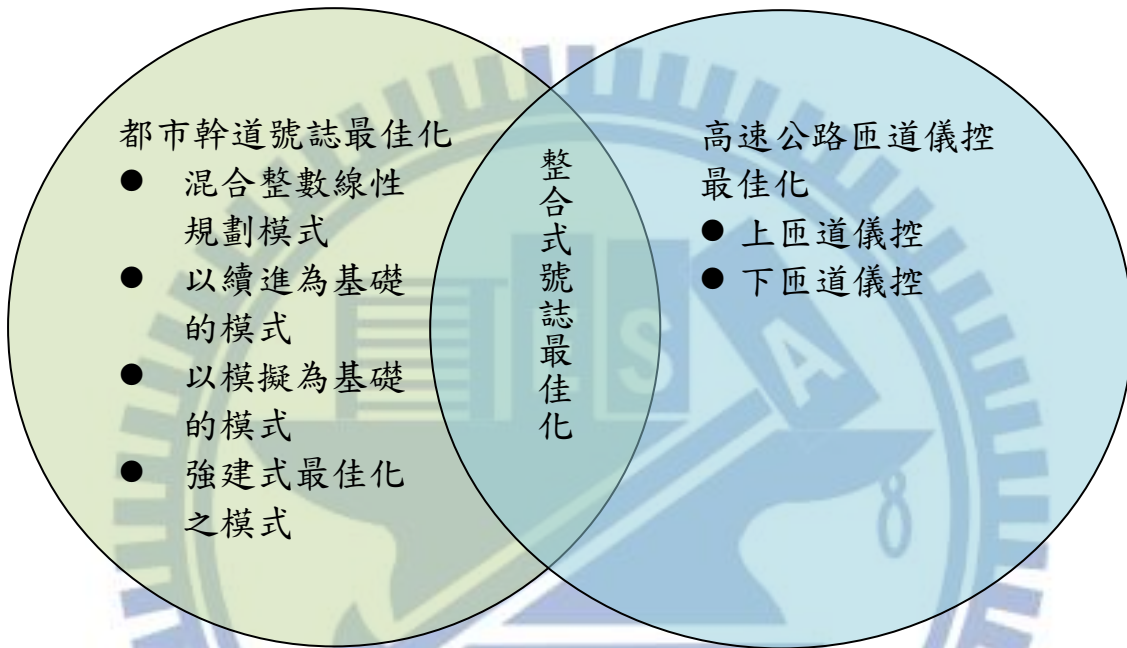 都市幹道號誌最佳化
● 混合整數線性
規劃模式
● 以續進為基礎
的模式
● 以模擬為基礎
的模式
● 強建式最佳化
之模式
整合式號誌最佳化
高速公路匝道儀控
最佳化
● 上匝道儀控
● 下匝道儀控
E S A
8